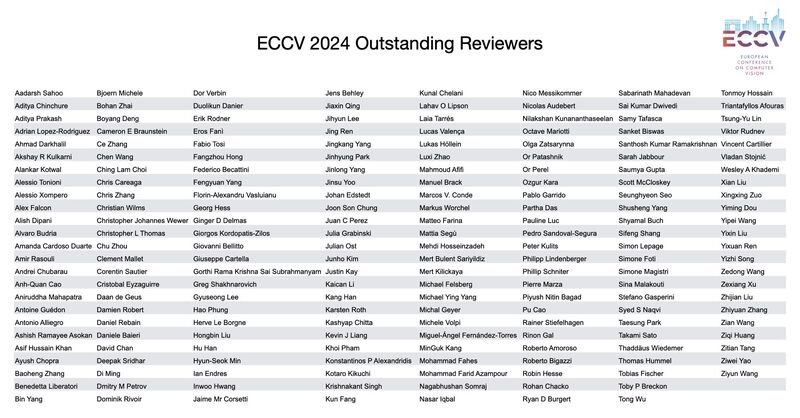 ECCV
EUROPEAN
CONFERENCE
ON COMPUTER
VISION
ECCV 2024 Outstanding Reviewers
Aadarsh Sahoo Bjoern Michele Dor Verbin Jens Behley Kunal Chelani Nico Messikommer Sabarinath Mahadevan Tonmoy Hossain
Aditya Chinchure Bohan Zhai Duolikun Danier Jiaxin Qing Lahav O Lipson Nicolas Audebert Sai Kumar Dwivedi Triantafyllos Afouras
Aditya Prakash Boyang Deng Erik Rodner Jihyun Lee Laia Tarrés Nilakshan Kunananthaseelan Samy Tafasca Tsung-Yu Lin
Adrian Lopez-Rodriguez Cameron E Braunstein Eros Fanì Jing Ren Lucas Valença Octave Mariotti Sanket Biswas Viktor Rudnev
Ahmad Darkhalil Ce Zhang Fabio Tosi Jingkang Yang Lukas Höllein Olga Zatsarynna Santhosh Kumar Ramakrishnan Vincent Cartillier
Akshay R Kulkarni Chen Wang Fangzhou Hong Jinhyung Park Luxi Zhao Or Patashnik Sarah Jabbour Vladan Stojnić
Alankar Kotwal Ching Lam Choi Federico Becattini Jinlong Yang Mahmoud Afifi Or Perel Saumya Gupta Wesley A Khademi
Alessio Tonioni Chris Careaga Fengyuan Yang Jinsu Yoo Manuel Brack Ozgur Kara Scott McCloskey Xian Liu
Alessio Xompero Chris Zhang Florin-Alexandru Vasluianu Johan Edstedt Marcos V. Conde Pablo Garrido Seunghyeon Seo Xingxing Zuo
Alex Falcon Christian Wilms Georg Hess Joon Son Chung Markus Worchel Partha Das Shusheng Yang Yiming Dou
Alish Dipani Christopher Johannes Wewer Ginger D Delmas Juan C Perez Matteo Farina Pauline Luc Shyamal Buch Yipei Wang
Alvaro Budria Christopher L Thomas Giorgos Kordopatis-Zilos Julia Grabinski Mattia Segù Pedro Sandoval-Segura Sifeng Shang Yixin Liu
Amanda Cardoso Duarte Chu Zhou Giovanni Bellitto Julian Ost Mehdi Hosseinzadeh Peter Kulits Simon Lepage Yixuan Ren
Amir Rasouli Clement Mallet Giuseppe Cartella Junho Kim Mert Bulent Sariyildiz Philipp Lindenberger Simone Foti Yizhi Song
Andrei Chubarau Corentin Sautier Gorthi Rama Krishna Sai Subrahmanyam Justin Kay Mert Kilickaya Phillip Schniter Simone Magistri Zedong Wang
Anh-Quan Cao Cristobal Eyzaguirre Greg Shakhnarovich Kaican Li Michael Felsberg Pierre Marza Sina Malakouti Zexiang Xu
Aniruddha Mahapatra Daan de Geus Gyuseong Lee Kang Han Michael Ying Yang Piyush Nitin Bagad Stefano Gasperini Zhijian Liu
Antoine Guédon Damien Robert Hao Phung Karsten Roth Michal Geyer Pu Cao Syed S Naqvi Zhiyuan Zhang
Antonio Alliegro Daniel Rebain Herve Le Borgne Kashyap Chitta Michele Volpi Rainer Stiefelhagen Taesung Park Zian Wang
Ashish Ramayee Asokan Daniele Baieri Hongbin Liu Kevin J Liang Miguel-Ángel Fernández-Torres Rinon Gal Takami Sato Ziqi Huang
Asif Hussain Khan David Chan Hu Han Khoi Pham MinGuk Kang Roberto Amoroso Thaddäus Wiedemer Zitian Tang
Ayush Chopra Deepak Sridhar Hyun-Seok Min Konstantinos P Alexandridis Mohammad Fahes Roberto Bigazzi Thomas Hummel Ziwei Yao
Baoheng Zhang Di Ming Ian Endres Kotaro Kikuchi Mohammad Farid Azampour Robin Hesse Tobias Fischer Ziyun Wang
Benedetta Liberatori Dmitry M Petrov Inwoo Hwang Krishnakant Singh Nagabhushan Somraj Rohan Chacko Toby P Breckon
Bin Yang Dominik Rivoir Jaime Mr Corsetti Kun Fang Nasar Iqbal Ryan D Burgert Tong Wu